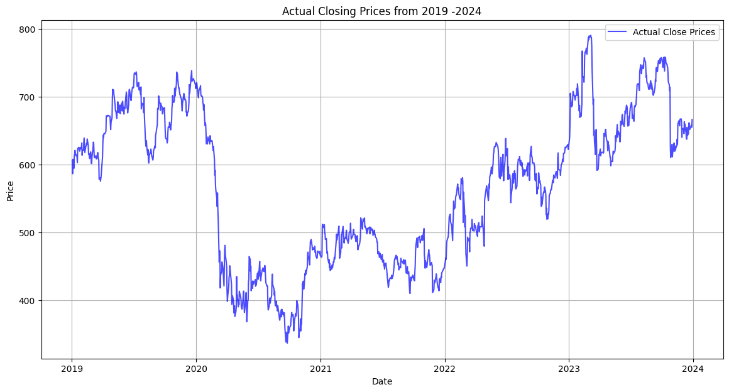 Actual Closing Prices from 2019 -2024
Actual Close Prices
800
700
600
500
400
Price
2019
2020
2021
2022
2023
2024
Date